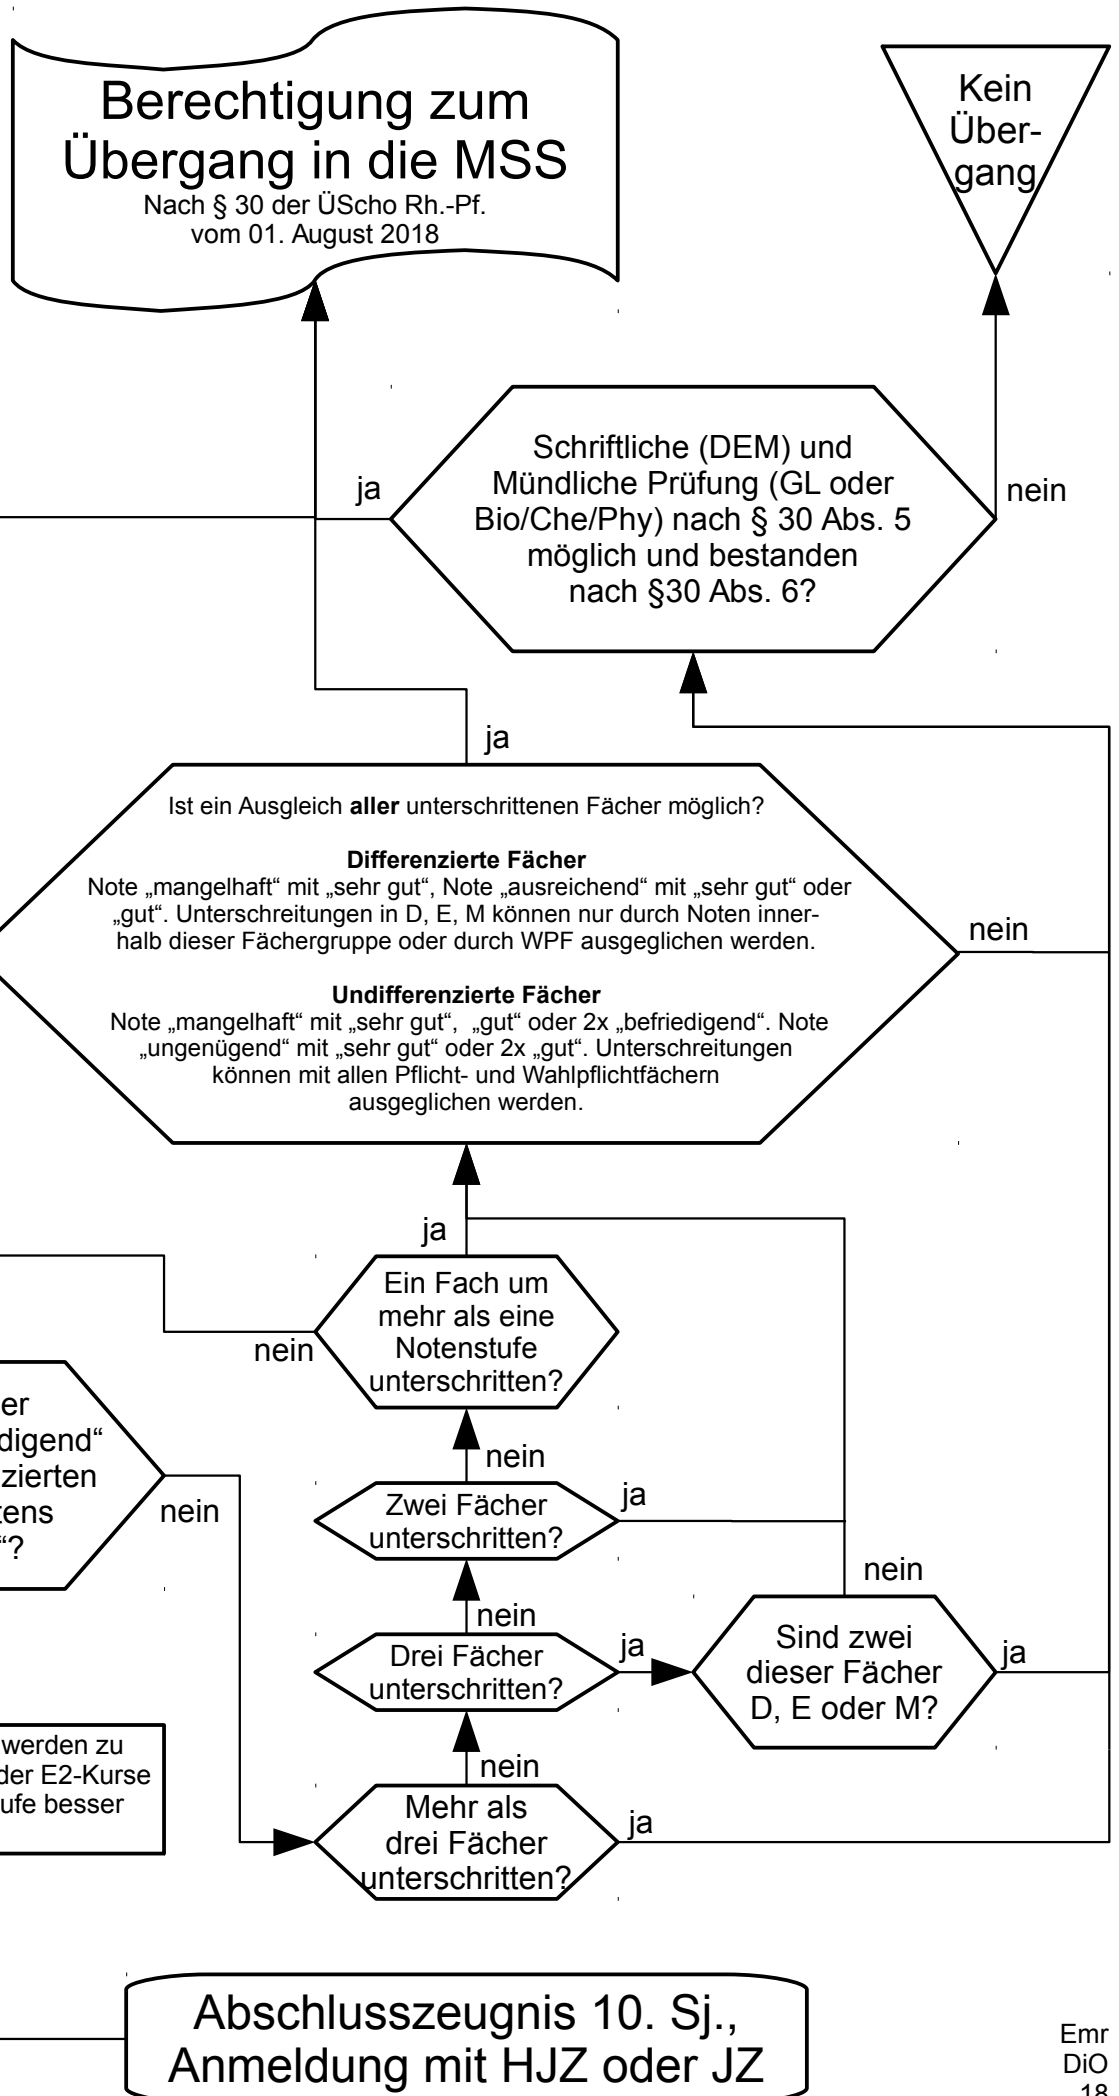 Berechtigung zum
Übergang in die MSS
Nach § 30 der ÜScho Rh.-Pf.
vom 01. August 2018
Kein
Über-
gang
Schriftliche (DEM) und
Mündliche Prüfung (GL oder
Bio/Che/Phy) nach § 30 Abs. 5
möglich und bestanden
nach §30 Abs. 6?
ja
nein
ja
Ist ein Ausgleich aller unterschrittenen Fächer möglich?
Differenzierte Fächer
Note „mangelhaft“ mit „sehr gut“, Note „ausreichend“ mit „sehr gut“ oder
„gut“. Unterschreitungen in D, E, M können nur durch Noten inner-
halb dieser Fächergruppe oder durch WPF ausgeglichen werden.
Undifferenzierte Fächer
Note „mangelhaft“ mit „sehr gut“, „gut“ oder 2x „befriedigend“. Note
„ungenügend“ mit „sehr gut“ oder 2x „gut“. Unterschreitungen
können mit allen Pflicht- und Wahlpflichtfächern
ausgeglichen werden.
nein
ja
Ein Fach um
mehr als eine
Notenstufe
unterschritten?
nein
er
digend“
zierten
tens
“?
nein
nein
Zwei Fächer
unterschritten?
ja
nein
nein
Drei Fächer
unterschritten?
ja
Sind zwei
dieser Fächer
D, E oder M?
ja
werden zu
der E2-Kurse
ufe besser
nein
Mehr als
drei Fächer
unterschritten?
ja
Abschlusszeugnis 10. Sj.,
Anmeldung mit HJZ oder JZ
Emr
DiO
18